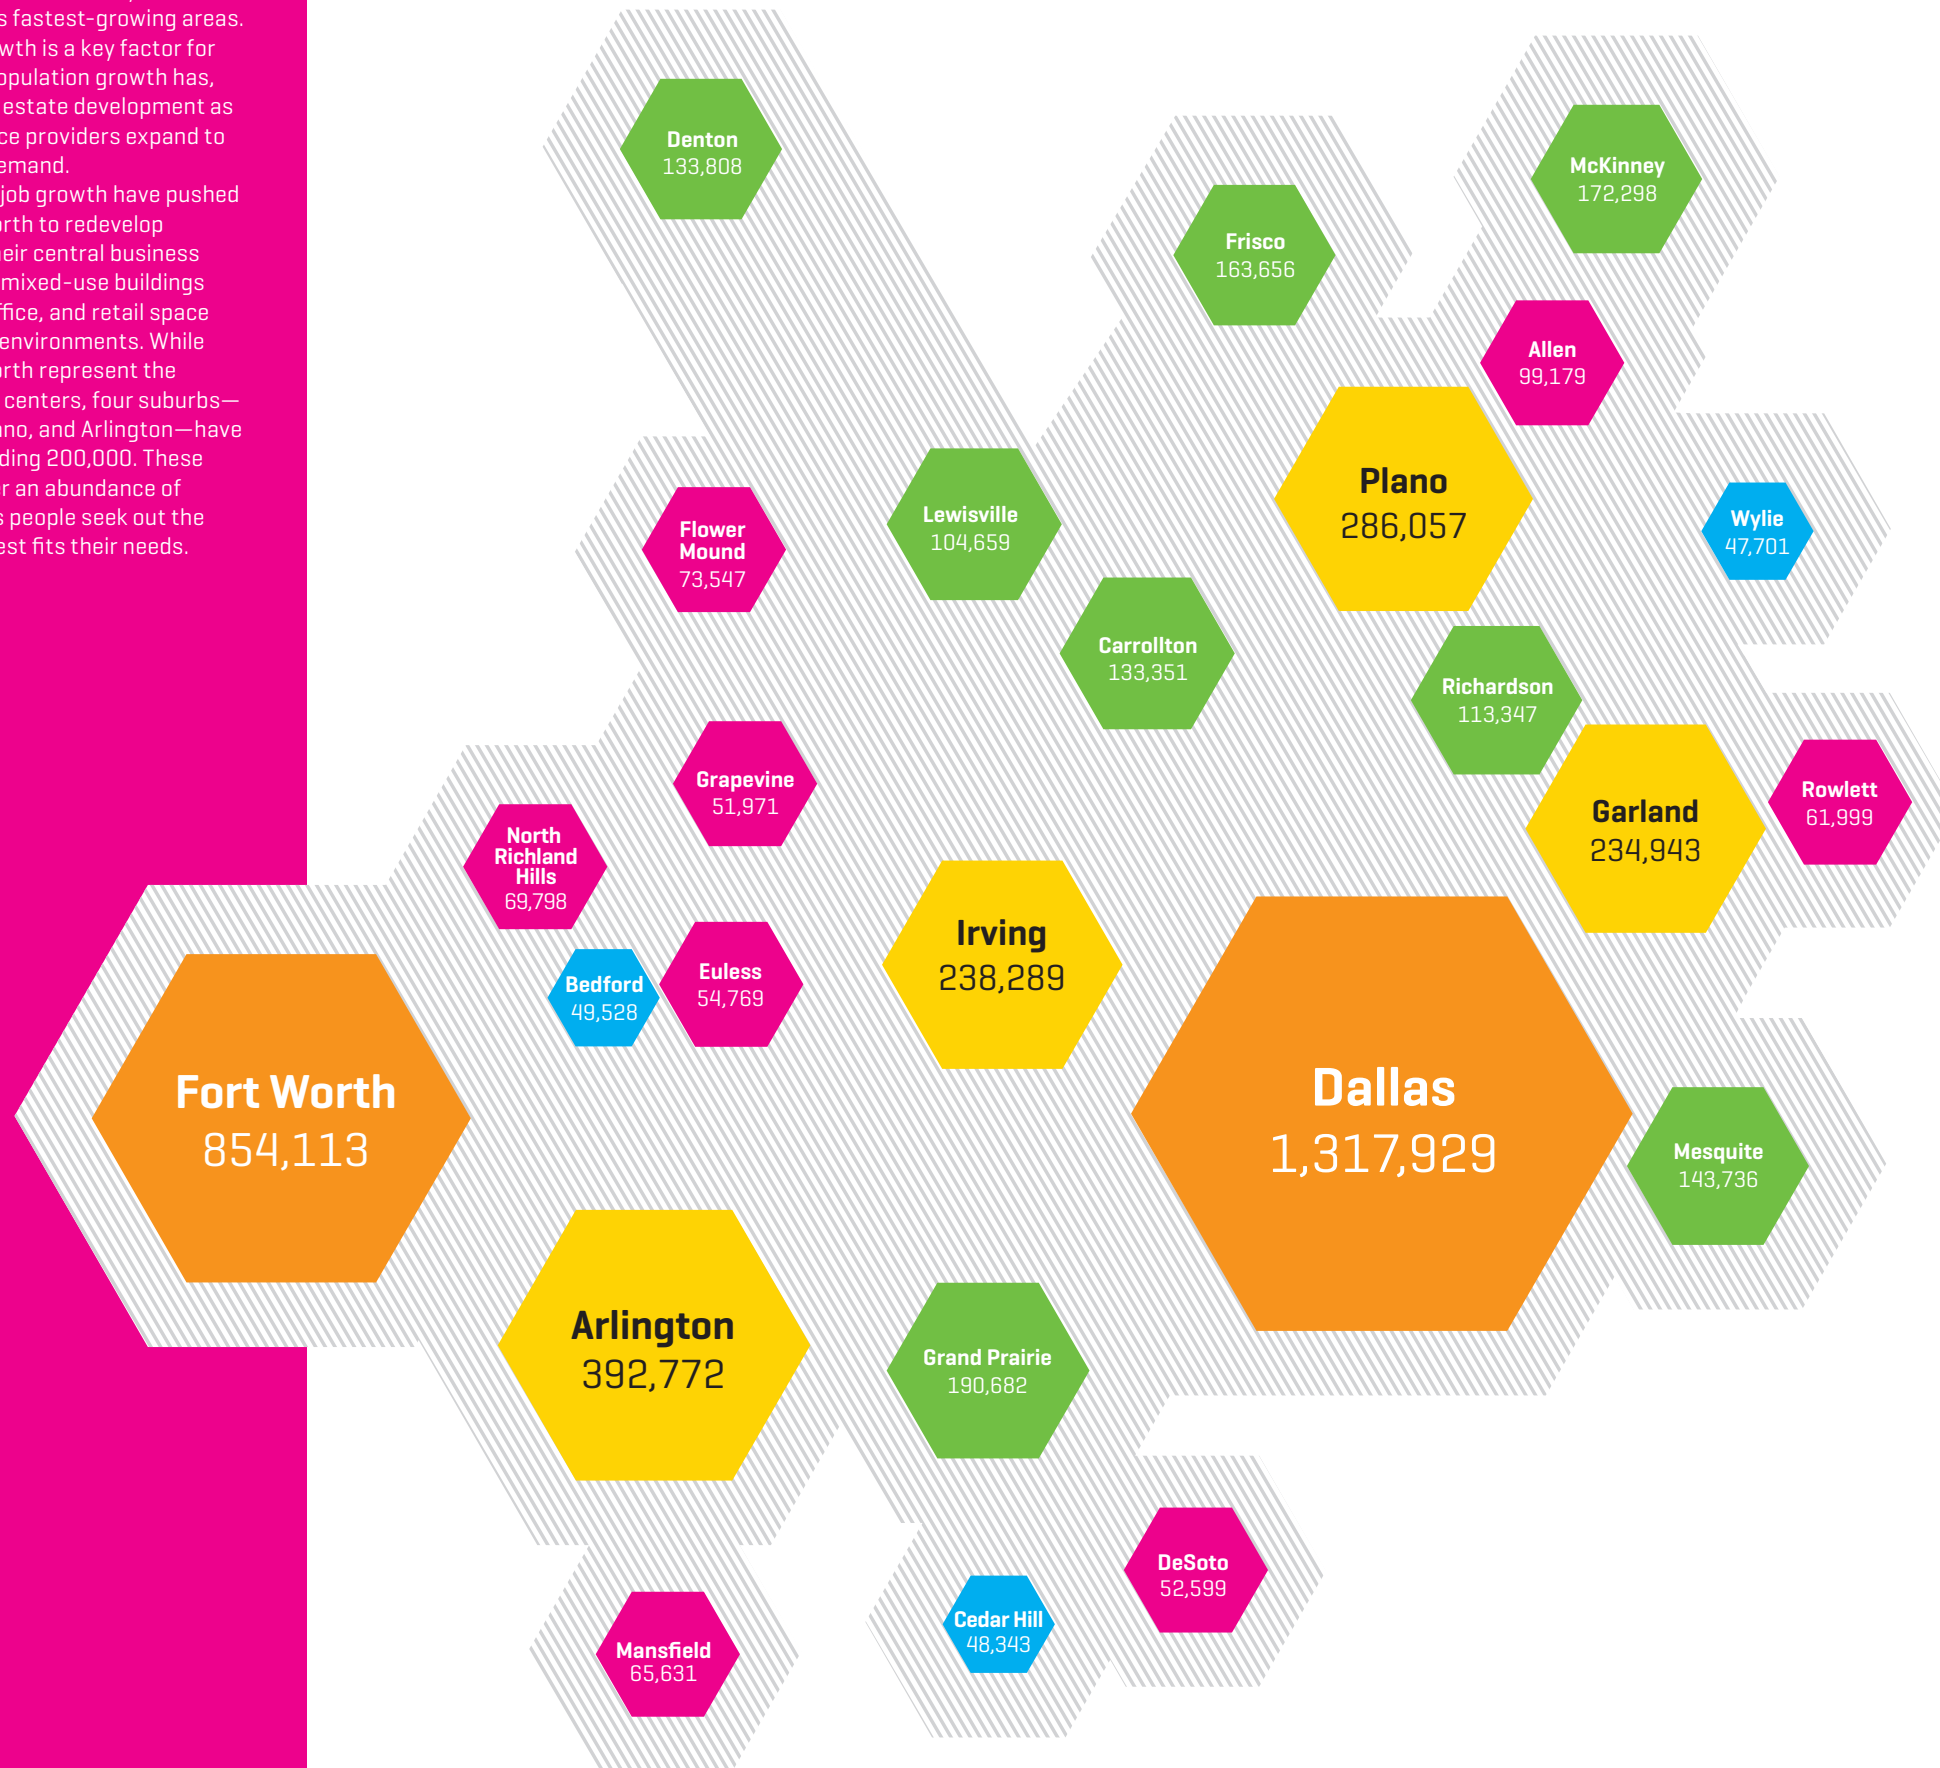 s fastest-growing areas.
wth is a key factor for
opulation growth has,
estate development as
ce providers expand to
emand.
job growth have pushed
orth to redevelop
eir central business
mixed-use buildings
ffice, and retail space
environments. While
orth represent the
centers, four suburbs—
ano, and Arlington—have
ding 200,000. These
r an abundance of
s people seek out the
est fits their needs.
Denton
133,808
McKinney
172,298
Frisco
163,656
Allen
99,179
Plano
286,057
Lewisville
104,659
Wylie
47,701
Flower
Mound
73,547
Carrollton
133,351
Richardson
113,347
Grapevine
51,971
Garland
234,943
Rowlett
61,999
North
Richland
Hills
69,798
Irving
238,289
Bedford
49,528
Euless
54,769
Fort Worth
854,113
Dallas
1,317,929
Mesquite
143,736
Arlington
392,772
Grand Prairie
190,682
DeSoto
52,599
Cedar Hill
48,343
Mansfield
65,631